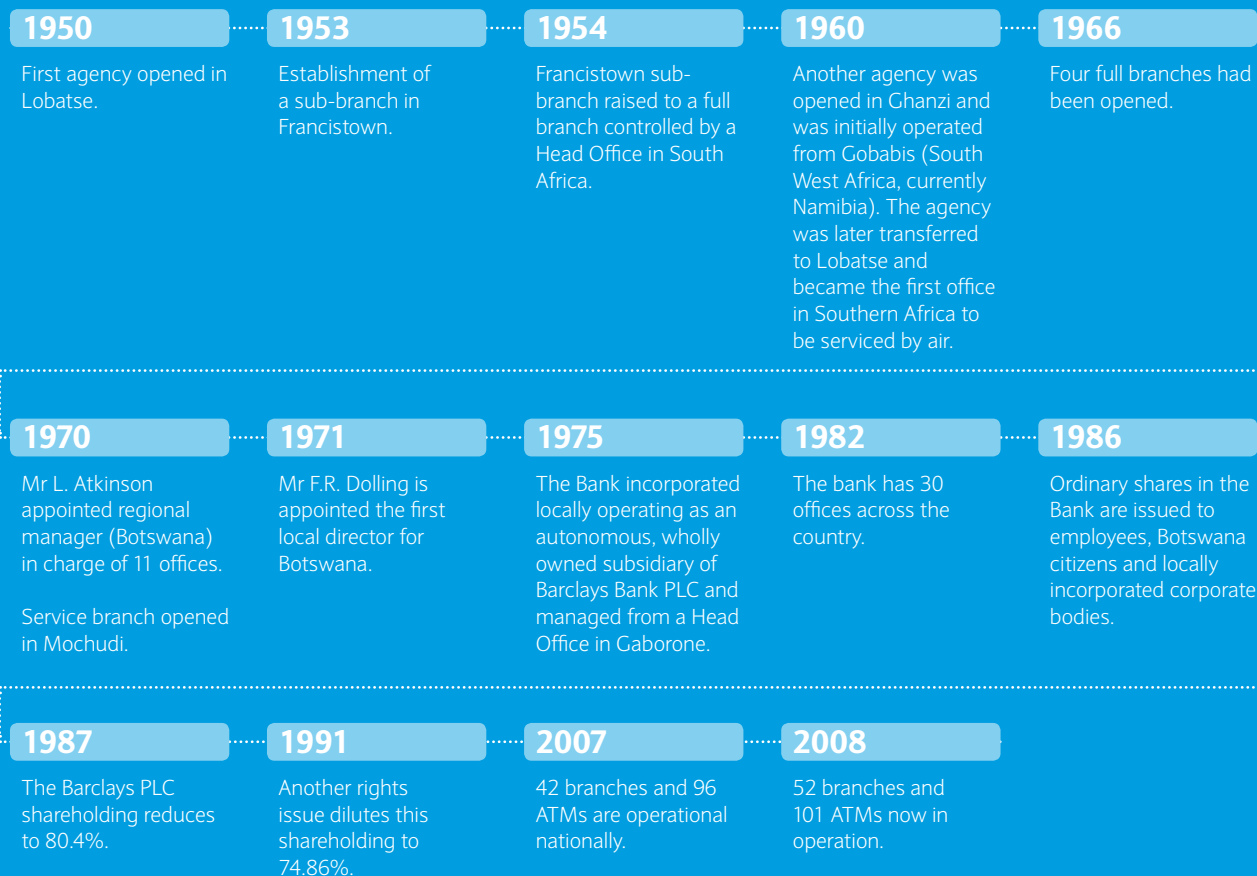 1950
First agency opened in
Lobatse.
1953
Establishment of
a sub-branch in
Francistown.
1954
Francistown sub-
branch raised to a full
branch controlled by a
Head Office in South
Africa.
1960
Another agency was
opened in Ghanzi and
was initially operated
from Gobabis (South
West Africa, currently
Namibia). The agency
was later transferred
to Lobatse and
became the first office
in Southern Africa to
be serviced by air.
1966
Four full branches had
been opened.
1970
Mr L. Atkinson
appointed regional
manager (Botswana)
in charge of 11 offices.
Service branch opened
in Mochudi.
1971
Mr F.R. Dolling is
appointed the first
local director for
Botswana.
1975
The Bank incorporated
locally operating as an
autonomous, wholly
owned subsidiary of
Barclays Bank PLC and
managed from a Head
Office in Gaborone.
1982
The bank has 30
offices across the
country.
1986
Ordinary shares in the
Bank are issued to
employees, Botswana
citizens and locally
incorporated corporate
bodies.
1987
The Barclays PLC
shareholding reduces
to 80.4%.
1991
Another rights
issue dilutes this
shareholding to
74.86%.
2007
42 branches and 96
ATMs are operational
nationally.
2008
52 branches and
101 ATMs now in
operation.